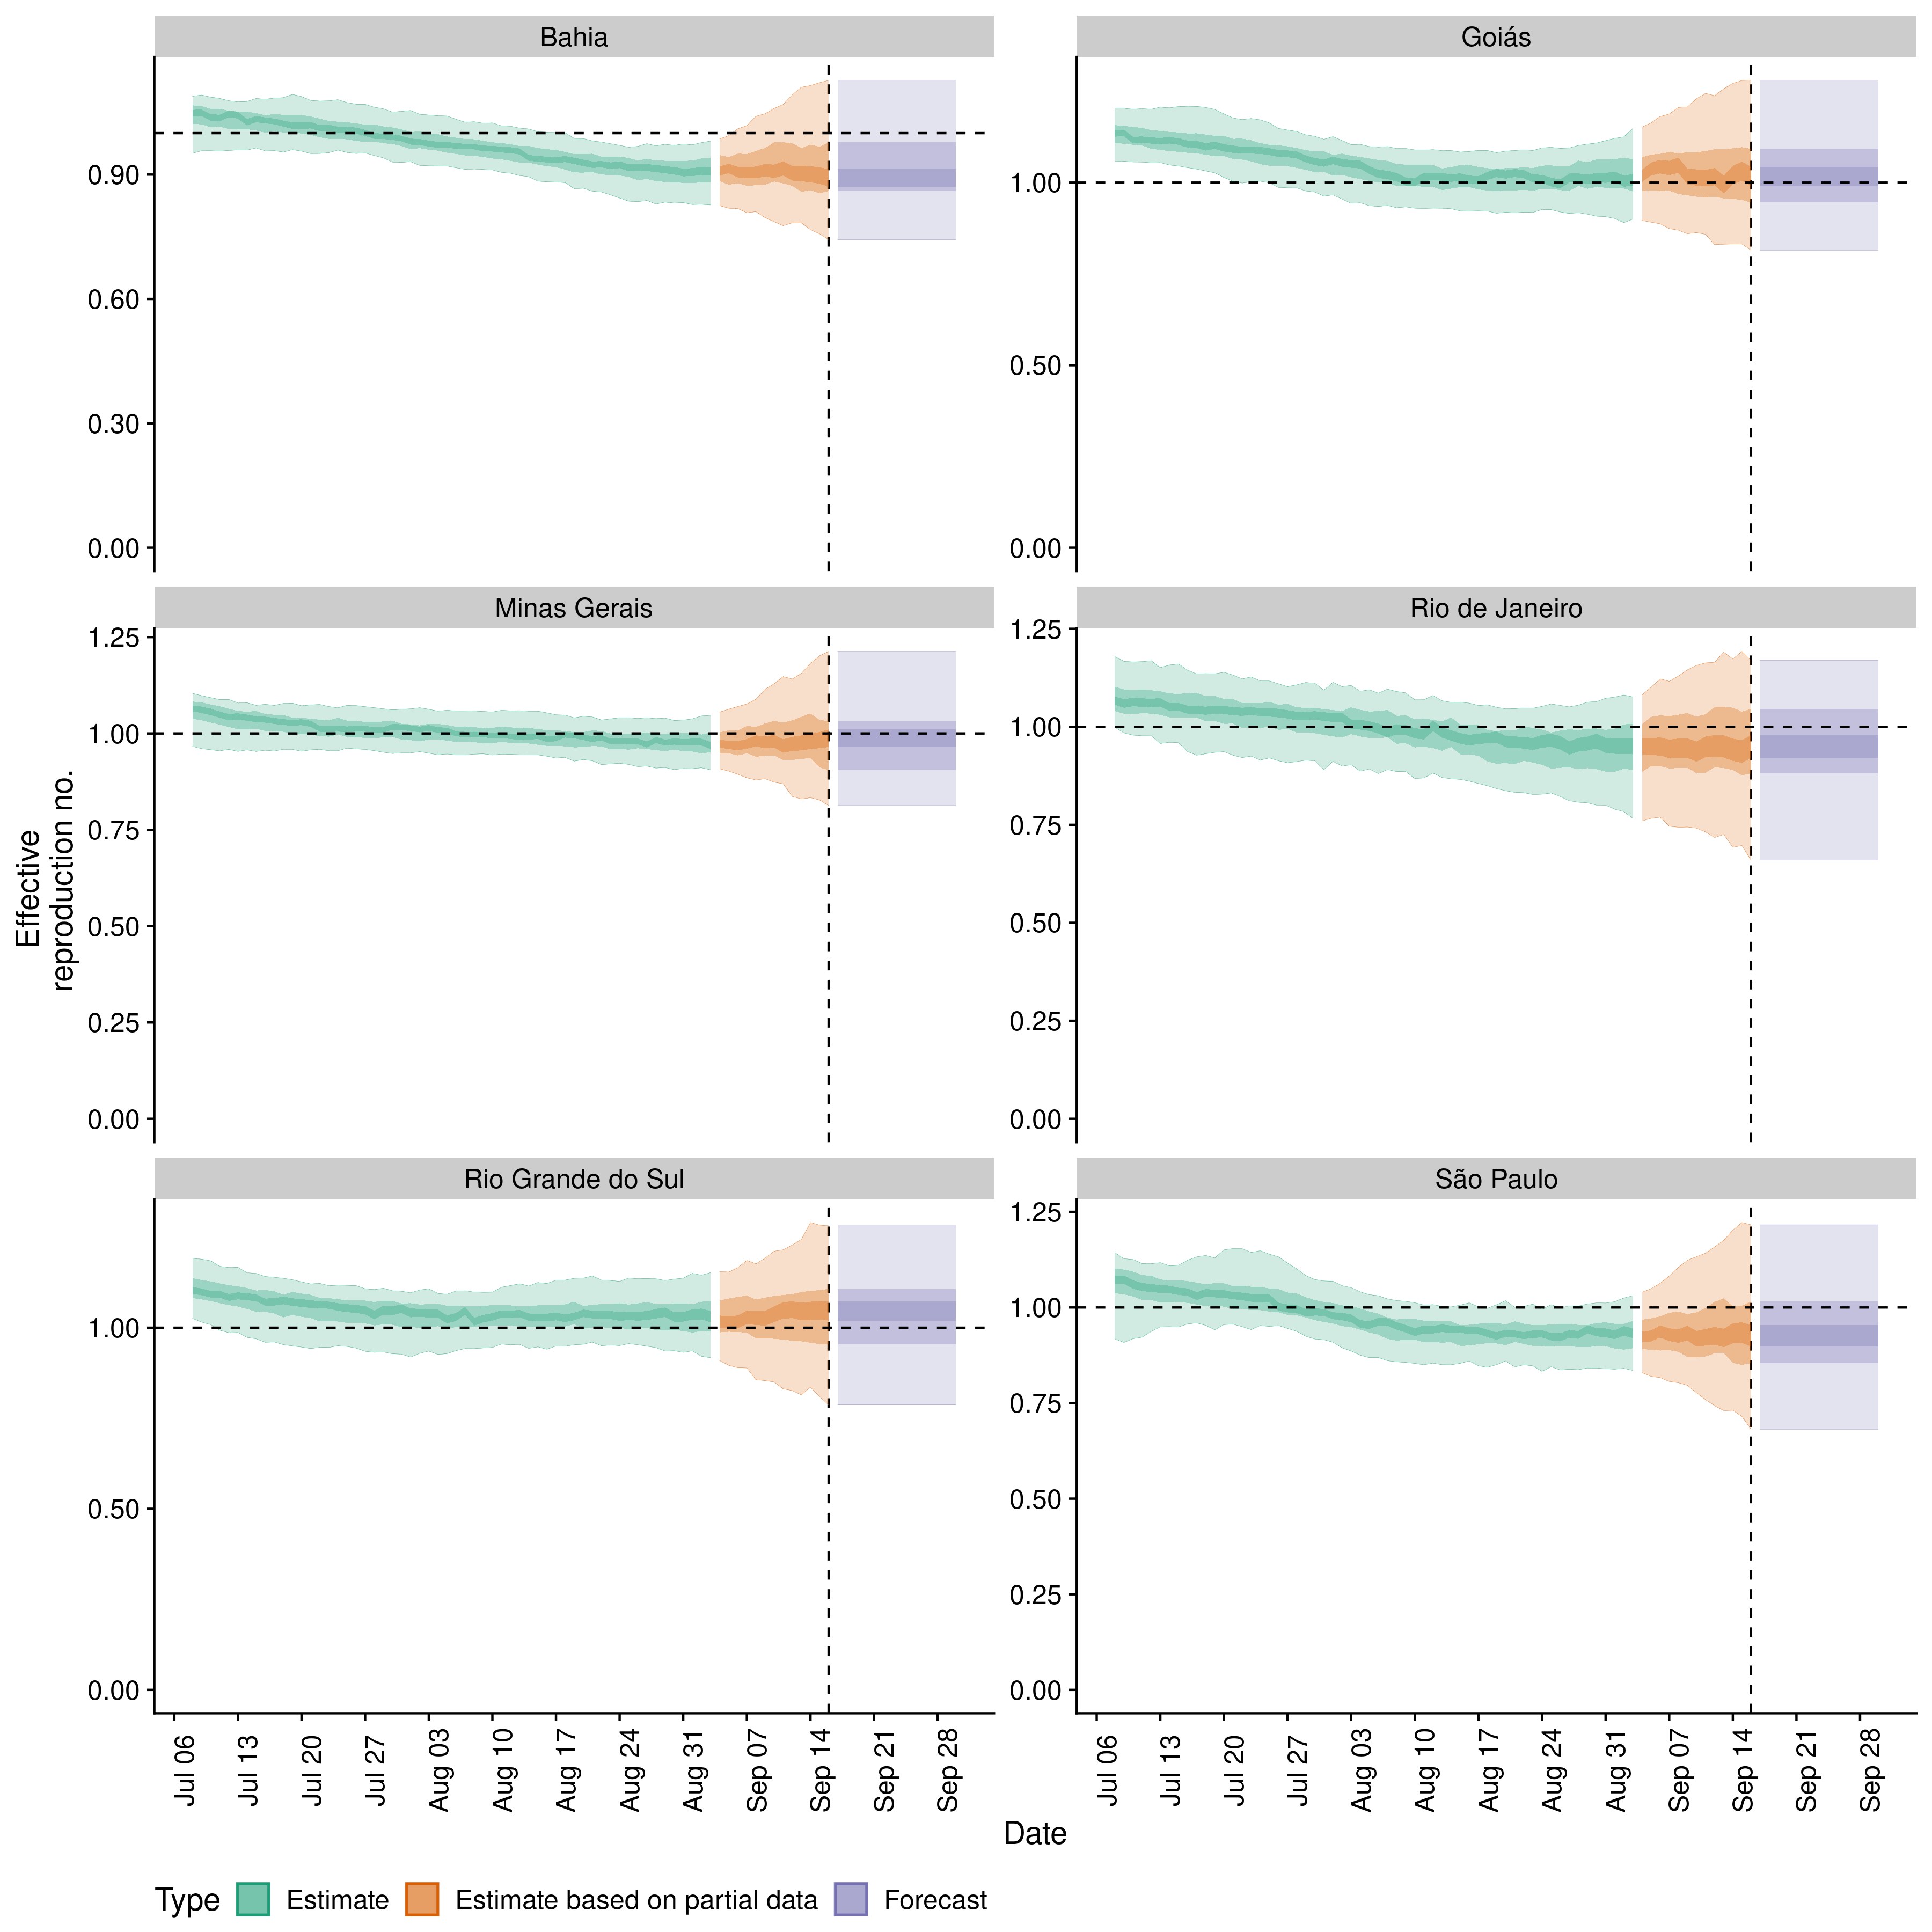 Bahia
Goiás
0.90
0.60
0.30
0.00
1.00
0.50
0.00
Minas Gerais
Rio de Janeiro
1.25
1.00
0.75
0.50
0.25
0.00
1.25
1.00
0.75
0.50
0.25
0.00
Effective
reproduction no.
Rio Grande do Sul
São Paulo
1.00
0.50
0.00
1.25
1.00
0.75
0.50
0.25
0.00
Jul 06
Jul 13
Jul 20
Jul 27
Aug 03
Aug 10
Aug 17
Aug 24
Aug 31
Sep 07
Sep 14
Sep 21
Sep 28
Jul 06
Jul 13
Jul 20
Jul 27
Aug 03
Aug 10
Aug 17
Aug 24
Aug 31
Sep 07
Sep 14
Sep 21
Sep 28
Date
Type Estimate Estimate based on partial data Forecast